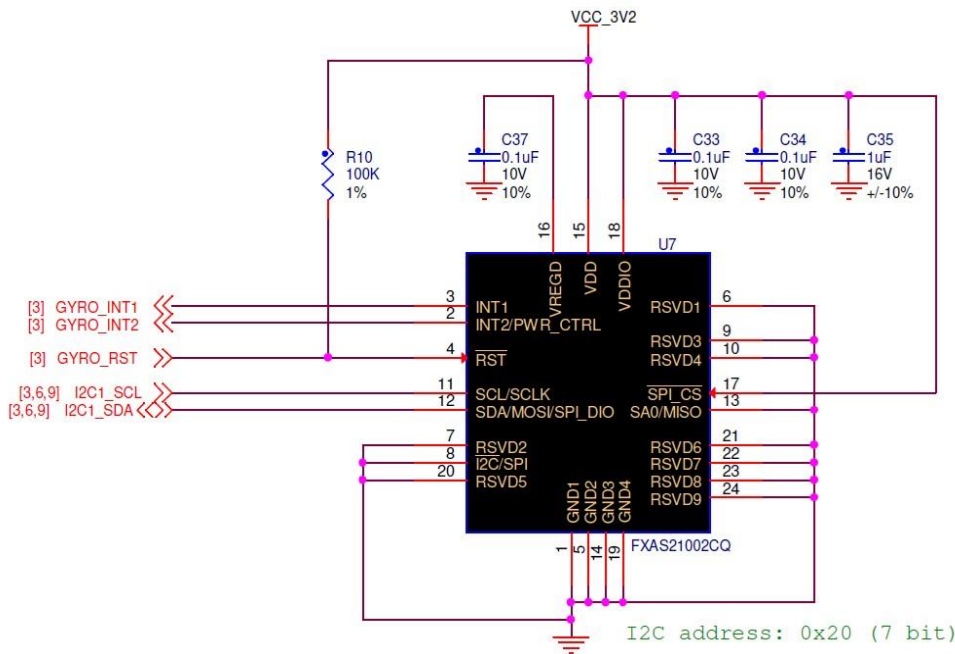 VCC_3V2
R10
100K
1%
C37
0.1uF
10V
10%
C33
0.1uF
10V
10%
C34
0.1uF
10V
10%
C35
1uF
16V
+/-10%
16
15
18
U7
VREGD
VDD
VDDIO
[3] GYRO_INT1
3
INT1
[3] GYRO_INT2
2
INT2/PWR_CTRL
[3] GYRO_RST
4
RST
[3,6,9] I2C1_SCL
11
SCL/SCLK
[3,6,9] I2C1_SDA
12
SDA/MOSI/SPI_DIO
7
RSVD2
8
I2C/SPI
20
RSVD5
RSVD1
6
RSVD3
9
RSVD4
10
SPI_CS
17
SA0/MISO
13
RSVD6
21
RSVD7
22
RSVD8
23
RSVD9
24
GND1
GND2
GND3
GND4
1
5
14
19
FXAS21002CQ
I2C address: 0x20 (7 bit)